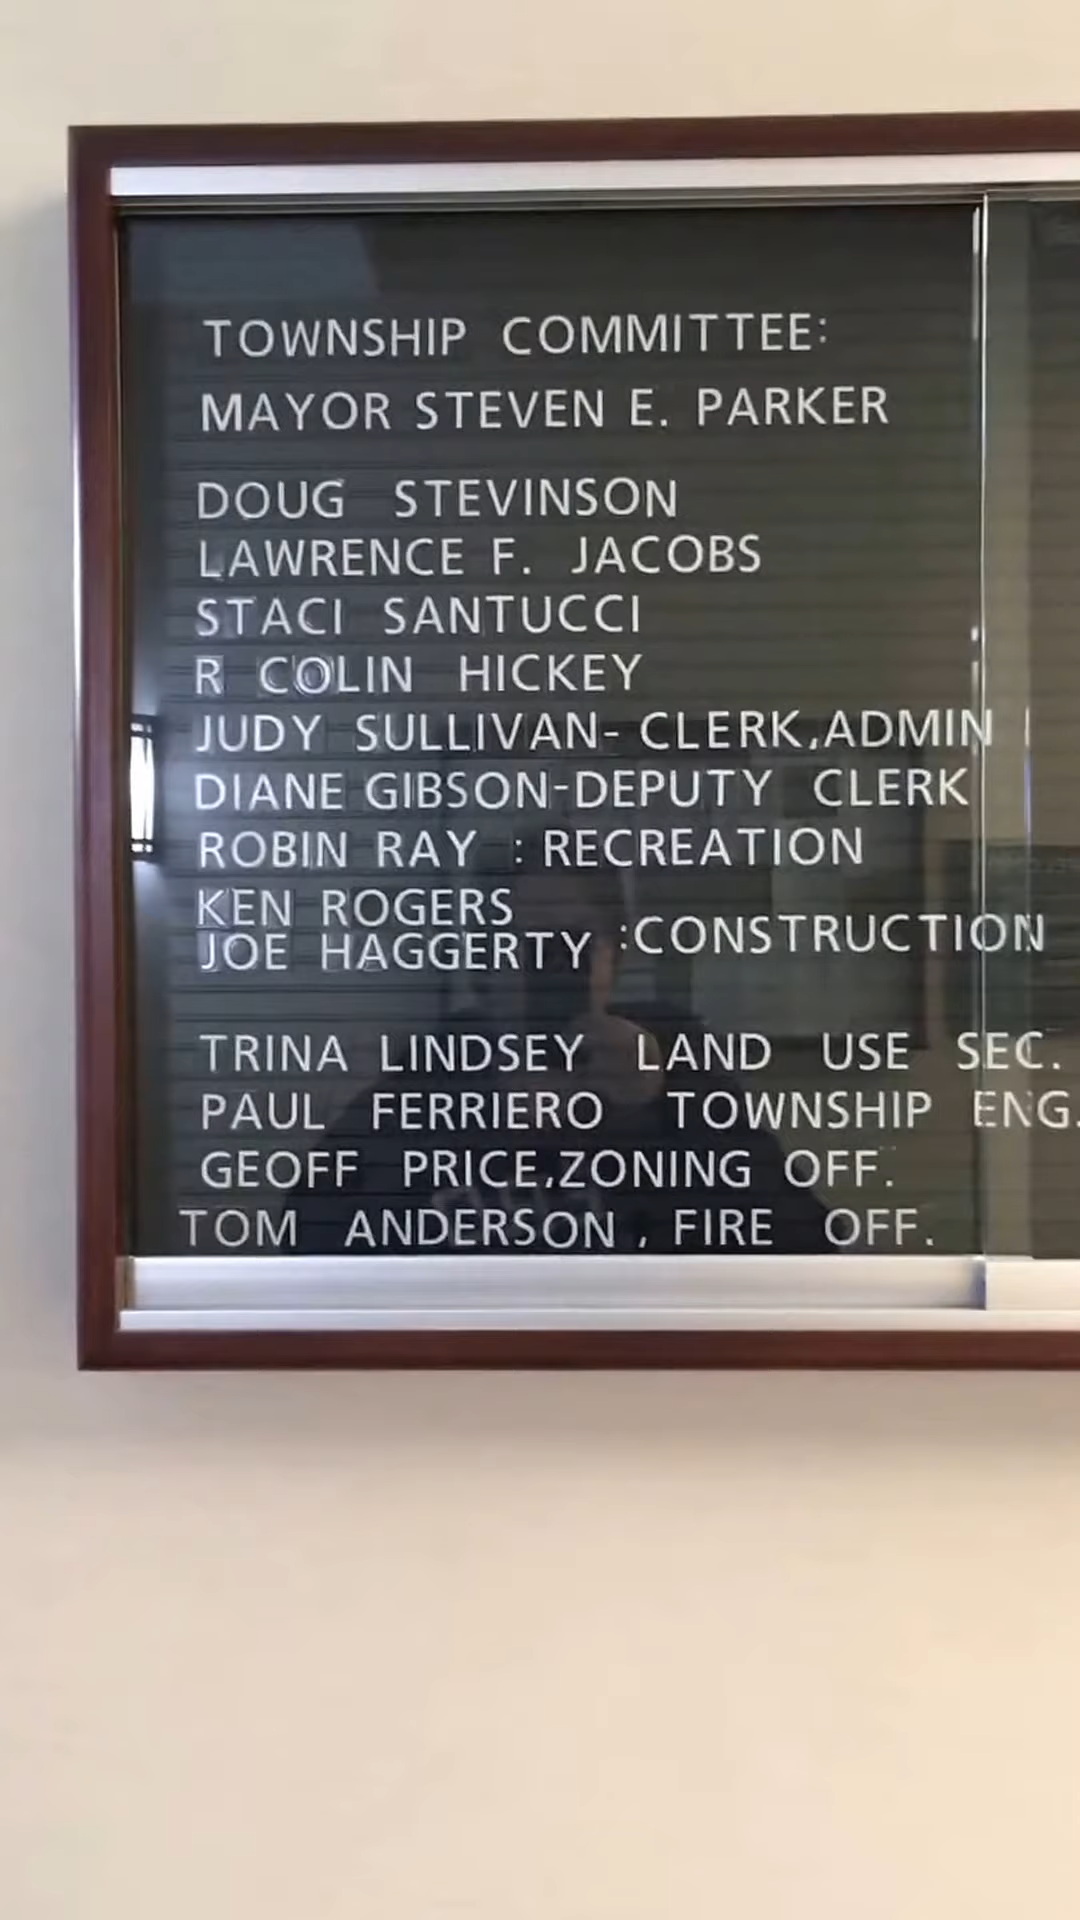 TOWNSHIP COMMITTEE:
MAYOR STEVEN E. PARKER
DOUG STEVINSON
LAWRENCE F. JACOBS
STACI SANTUCCI
R COLIN HICKEY
JUDY SULLIVAN- CLERK,ADMIN
DIANE GIBSON-DEPUTY CLERK
ROBIN RAY : RECREATION
KEN ROGERS
JOE HAGGERTY :CONSTRUCTION
TRINA LINDSEY LAND USE SEC.
PAUL FERRIERO TOWNSHIP ENG.
GEOFF PRICE,ZONING OFF.
TOM ANDERSON, FIRE OFF.